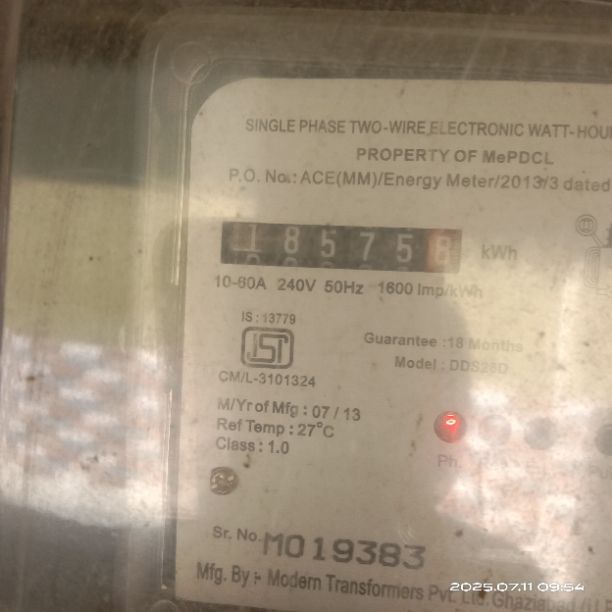 SINGLE PHASE TWO-WIRE ELECTRONIC WATT-HOU
PROPERTY OF MePDCL
P.O. No.: ACE(MM)/Energy Meter/2013/3 dated
185758 kWh
10-60A 240V 50Hz 1600 Imp/kWh
IS : 13779
ISI
Guarantee :18 Months
Model : DDS28D
CM/L-3101324
M/Yr of Mfg : 07 / 13
Ref Temp : 27°C
Class : 1.0
Ph.
Sr. No. M019383
Mfg. By :- Modern Transformers Pvt. Ltd
2025.07.11 09:54